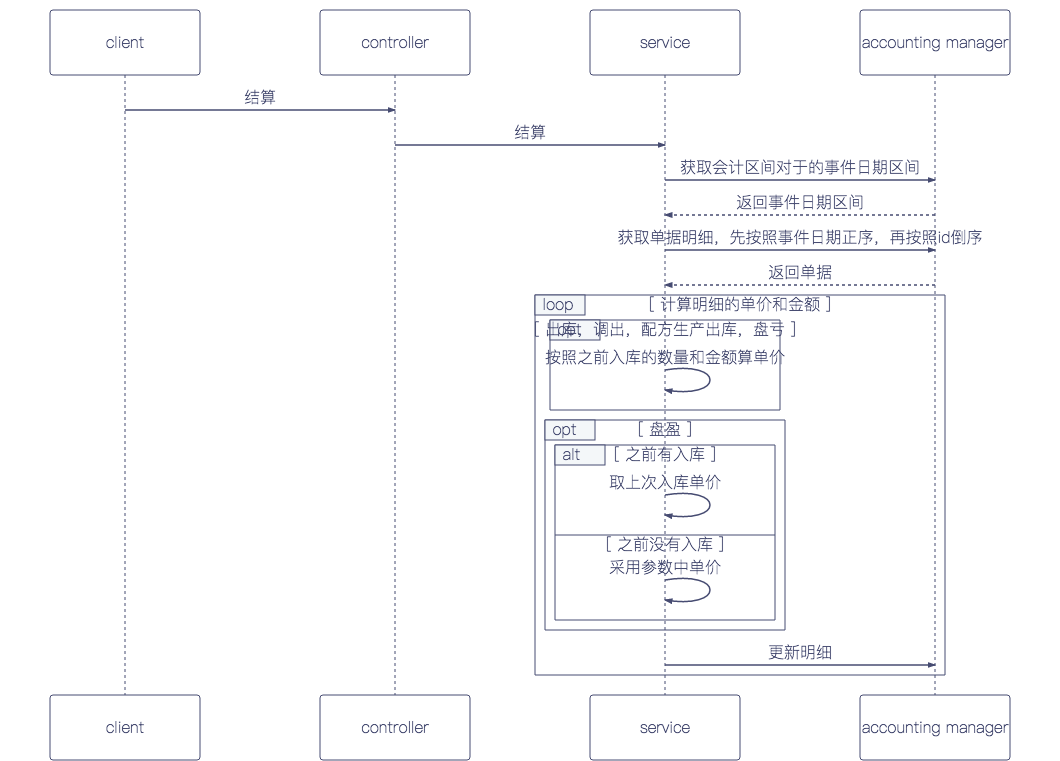 client
controller
service
accounting manager
结算
结算
获取会计区间对于的事件日期区间
返回事件日期区间
获取单据明细，先按照事件日期正序，再按照id倒序
返回单据
loop
[ 计算明细的单价和金额 ]
opt
[ 出库，调出，配方生产出库，盘亏 ]
按照之前入库的数量和金额算单价
opt
[ 盘盈 ]
alt
[ 之前有入库 ]
取上次入库单价
[ 之前没有入库 ]
采用参数中单价
更新明细
client
controller
service
accounting manager